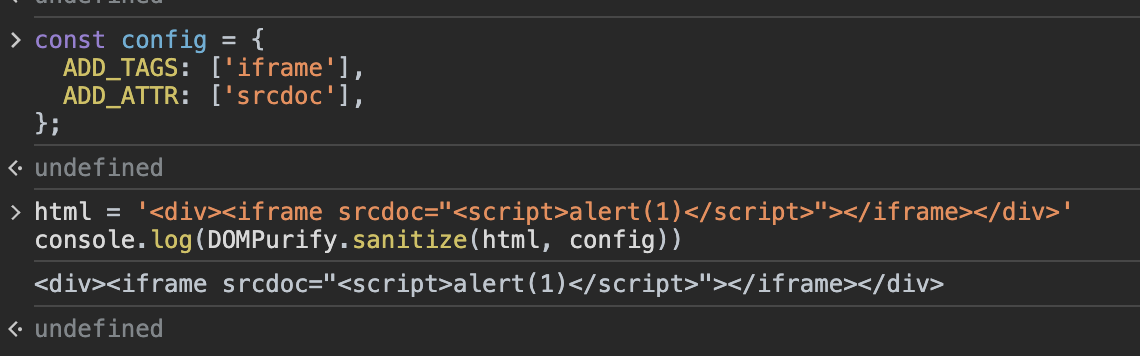 undefined
const config = {
  ADD_TAGS: ['iframe'],
  ADD_ATTR: ['srcdoc'],
};
undefined
html = '<div><iframe srcdoc="<script>alert(1)</script>"></iframe></div>'
console.log(DOMPurify.sanitize(html, config))
<div><iframe srcdoc="<script>alert(1)</script>"></iframe></div>
undefined